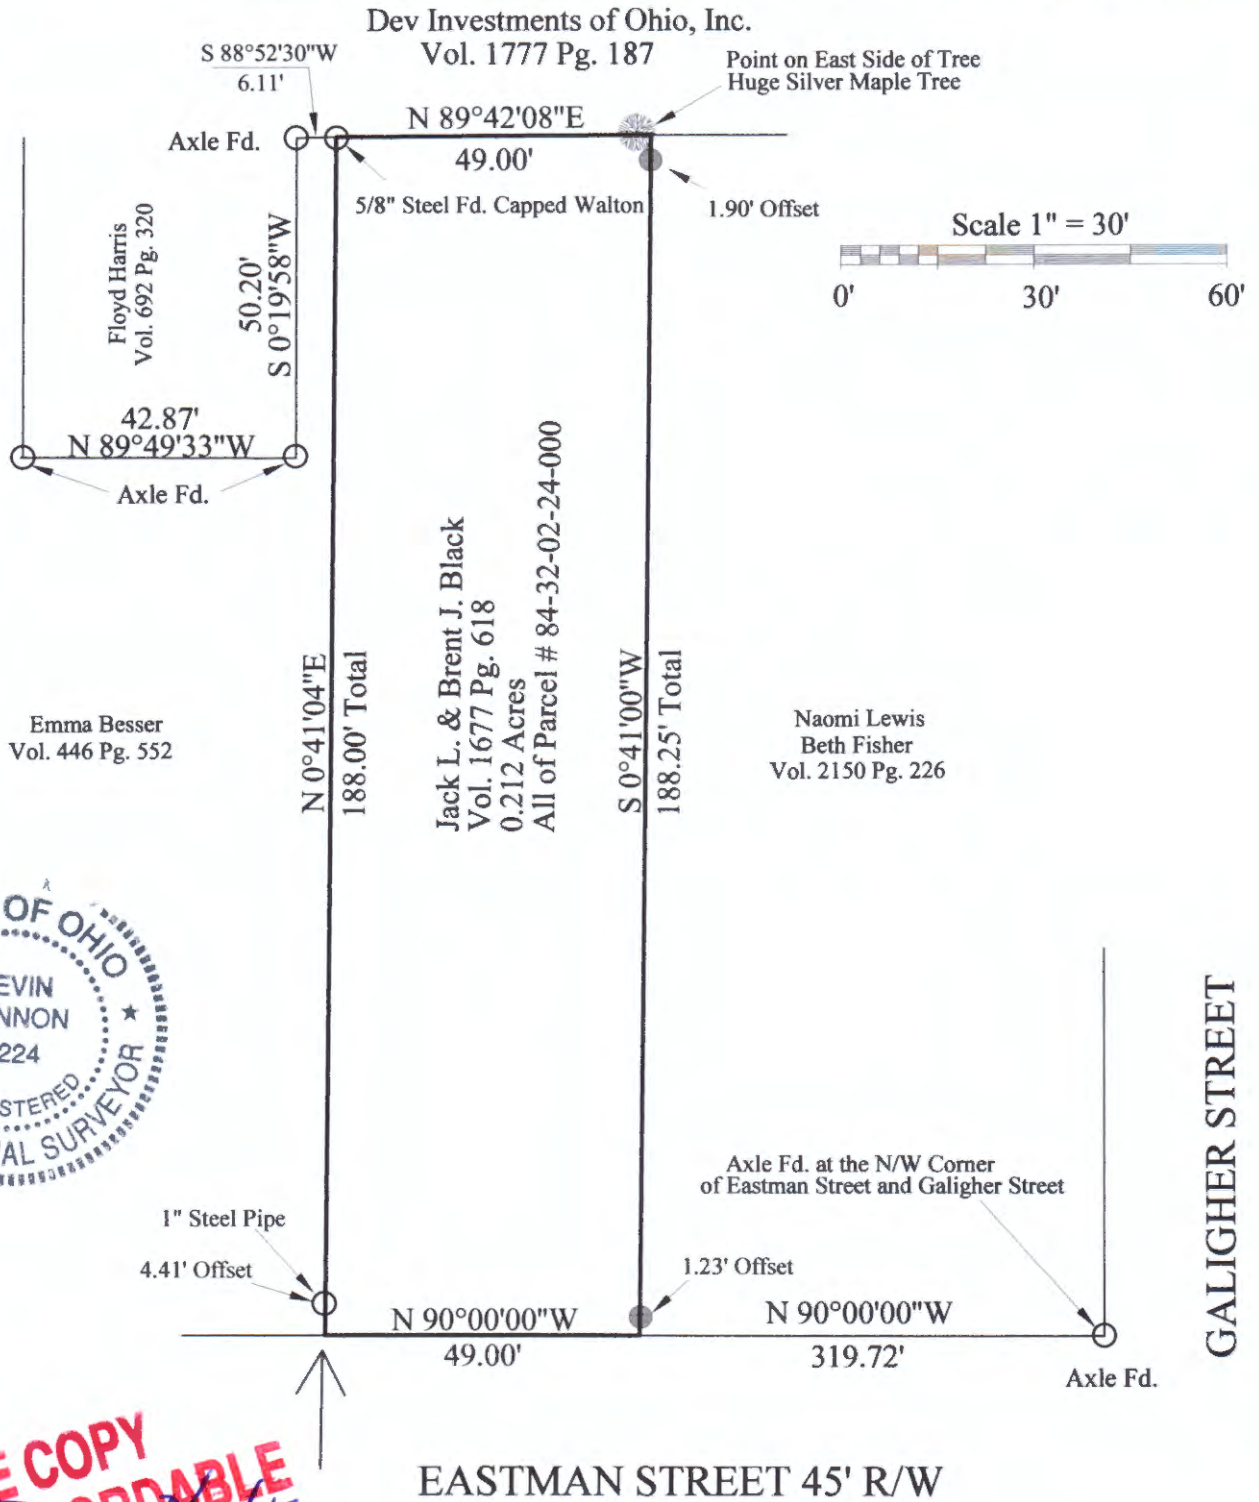 Dev Investments of Ohio, Inc.
Vol. 1777 Pg. 187
S 88°52'30"W
6.11'
Point on East Side of Tree
Huge Silver Maple Tree
N 89°42'08"E
49.00'
Axle Fd.
5/8" Steel Fd. Capped Walton
1.90' Offset
Scale 1" = 30'
0' 30' 60'
Floyd Harris
Vol. 692 Pg. 320
50.20'
S 0°19'58"W
42.87'
N 89°49'33"W
Axle Fd.
N 0°41'04"E
188.00' Total
Jack L. & Brent J. Black
Vol. 1677 Pg. 618
0.212 Acres
All of Parcel # 84-32-02-24-000
S 0°41'00"W
188.25' Total
Emma Besser
Vol. 446 Pg. 552
Naomi Lewis
Beth Fisher
Vol. 2150 Pg. 226
OF OHIO
EVIN
NNON
224
STERED
AL SURVEYOR
GALIGHER STREET
Axle Fd. at the N/W Corner
of Eastman Street and Galigher Street
1" Steel Pipe
4.41' Offset
1.23' Offset
N 90°00'00"W
49.00'
N 90°00'00"W
319.72'
Axle Fd.
E COPY
EASTMAN STREET 45' R/W